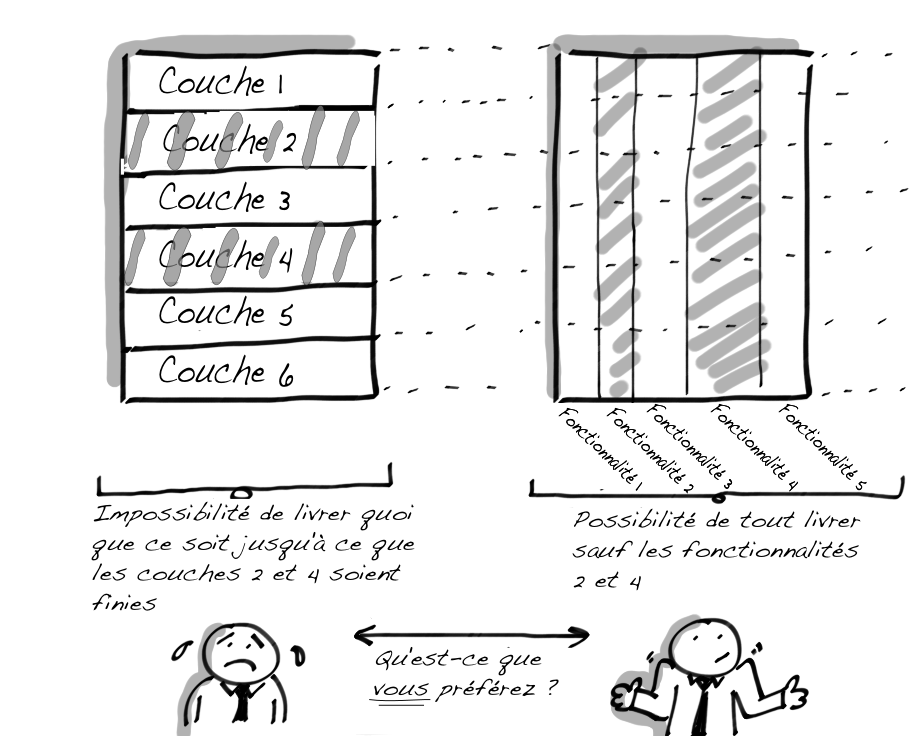 Couche 1
Couche 2
Couche 3
Couche 4
Couche 5
Couche 6
Fonctionnalité 1
Fonctionnalité 2
Fonctionnalité 3
Fonctionnalité 4
Fonctionnalité 5
Impossibilité de livrer quoi
que ce soit jusqu'à ce que
les couches 2 et 4 soient
finies
Possibilité de tout livrer
sauf les fonctionnalités
2 et 4
Qu'est-ce que
vous préférez ?